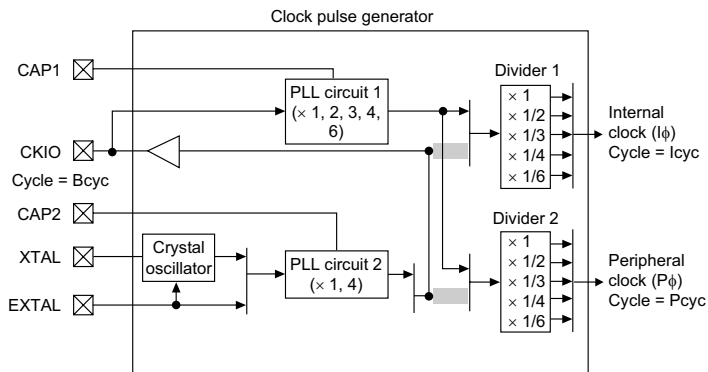 Clock pulse generator
CAP1
CKIO
Cycle = Bcyc
CAP2
XTAL
EXTAL
Crystal
oscillator
PLL circuit 1
(× 1, 2, 3, 4,
6)
PLL circuit 2
(× 1, 4)
Divider 1
× 1
× 1/2
× 1/3
× 1/4
× 1/6
Internal
clock (Iϕ)
Cycle = Icyc
Divider 2
× 1
× 1/2
× 1/3
× 1/4
× 1/6
Peripheral
clock (Pϕ)
Cycle = Pcyc